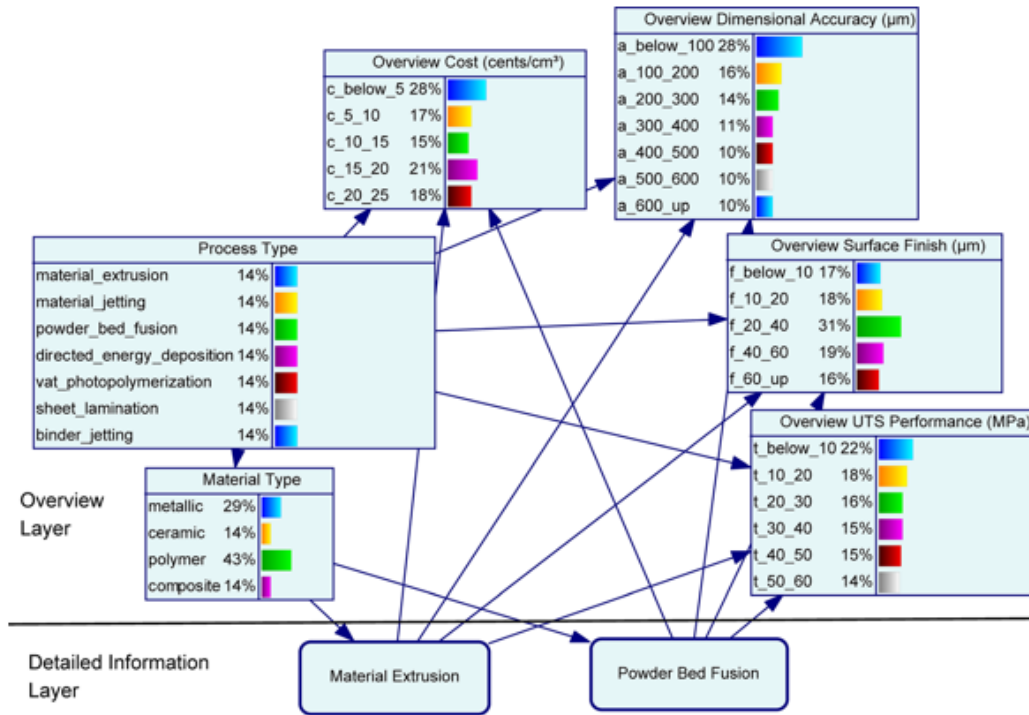 Overview Dimensional Accuracy (µm)
a_below_100 28%
a_100_200 16%
a_200_300 14%
a_300_400 11%
a_400_500 10%
a_500_600 10%
a_600_up 10%
Overview Cost (cents/cm³)
c_below_5 28%
c_5_10 17%
c_10_15 15%
c_15_20 21%
c_20_25 18%
Process Type
material_extrusion 14%
material_jetting 14%
powder_bed_fusion 14%
directed_energy_deposition 14%
vat_photopolymerization 14%
sheet_lamination 14%
binder_jetting 14%
Overview Surface Finish (µm)
f_below_10 17%
f_10_20 18%
f_20_40 31%
f_40_60 19%
f_60_up 16%
Overview UTS Performance (MPa)
t_below_10 22%
t_10_20 18%
t_20_30 16%
t_30_40 15%
t_40_50 15%
t_50_60 14%
Material Type
metallic 29%
ceramic 14%
polymer 43%
composite 14%
Overview
Layer
Detailed Information
Layer
Material Extrusion
Powder Bed Fusion